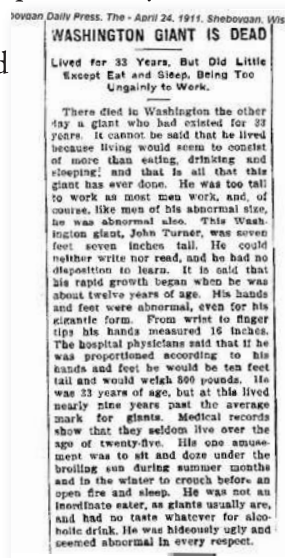 boygan Daily Press, The - April 24, 1911, Sheboygan, Wis
WASHINGTON GIANT IS DEAD
d
Lived for 33 Years, But Did Little
Except Eat and Sleep, Being Too
Ungainly to Work.
There died in Washington the other
day a giant who had existed for 33
years. It cannot be said that he lived
because living would seem to consist
of more than eating, drinking and
sleeping; and that is all that this
giant has ever done. He was too tall
to work as most men work, and, of
course, like men of his abnormal size,
he was abnormal also. This Wash-
ington giant, John Turner, was seven
feet seven inches tall. He could
neither write nor read, and he had no
disposition to learn. It is said that
his rapid growth began when he was
about twelve years of age. His hands
and feet were abnormal, even for his
gigantic form. From wrist to finger
tips his hands measured 16 inches.
The hospital physicians said that if he
was proportioned according to his
hands and feet he would be ten feet
tall and would weigh 800 pounds. He
was 33 years of age, but at this lived
nearly nine years past the average
mark for giants. Medical records
show that they seldom live over the
age of twenty-five. His one amuse-
ment was to sit and doze under the
broiling sun during summer months
and in the winter to crouch before an
open fire and sleep. He was not an
inordinate eater, as giants usually are,
and had no taste whatever for alco-
holic drink. He was hideously ugly and
seemed abnormal in every respect.